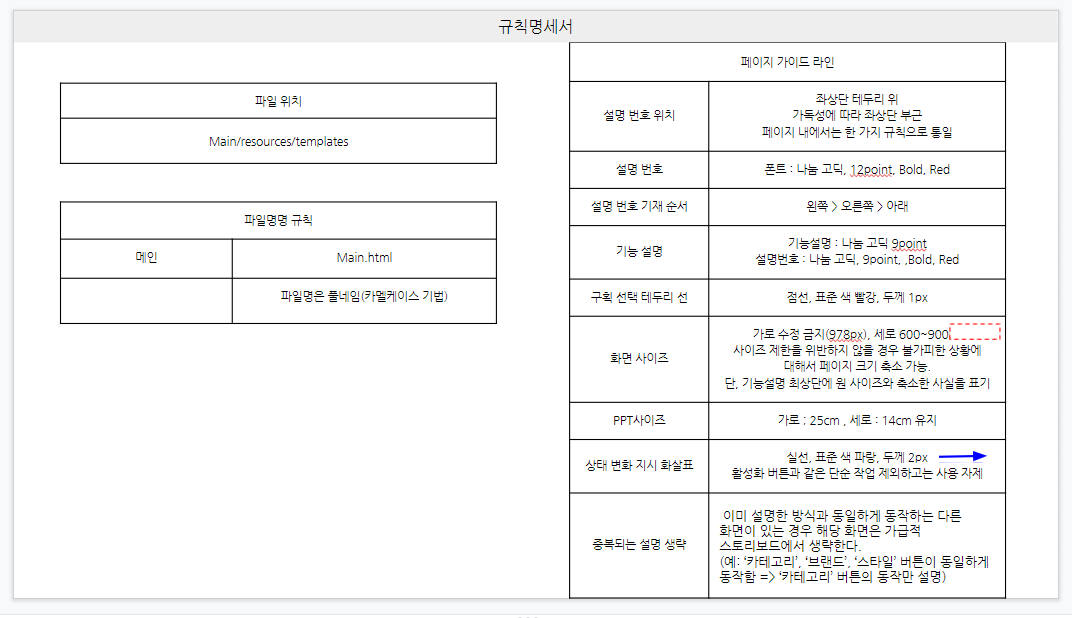 규칙명세서
파일 위치
Main/resources/templates
파일명명 규칙
메인
Main.html
파일명은 풀네임(카멜케이스 기법)
페이지 가이드 라인
설명 번호 위치
좌상단 테두리 위
가독성에 따라 좌상단 부근
페이지 내에서는 한 가지 규칙으로 통일
설명 번호
폰트 : 나눔 고딕, 12point, Bold, Red
설명 번호 기재 순서
왼쪽 > 오른쪽 > 아래
기능 설명
기능설명 : 나눔 고딕 9point
설명번호 : 나눔 고딕, 9point, ,Bold, Red
구획 선택 테두리 선
점선, 표준 색 빨강, 두께 1px
화면 사이즈
가로 수정 금지(978px), 세로 600~900
사이즈 제한을 위반하지 않을 경우 불가피한 상황에
대해서 페이지 크기 축소 가능.
단, 기능설명 최상단에 원 사이즈와 축소한 사실을 표기
PPT사이즈
가로 ; 25cm , 세로 : 14cm 유지
상태 변화 지시 화살표
실선, 표준 색 파랑, 두께 2px
활성화 버튼과 같은 단순 작업 제외하고는 사용 자제
중복되는 설명 생략
이미 설명한 방식과 동일하게 동작하는 다른
화면이 있는 경우 해당 화면은 가급적
스토리보드에서 생략한다.
(예: ‘카테고리’, ‘브랜드’, ‘스타일’ 버튼이 동일하게
동작함 => ‘카테고리’ 버튼의 동작만 설명)